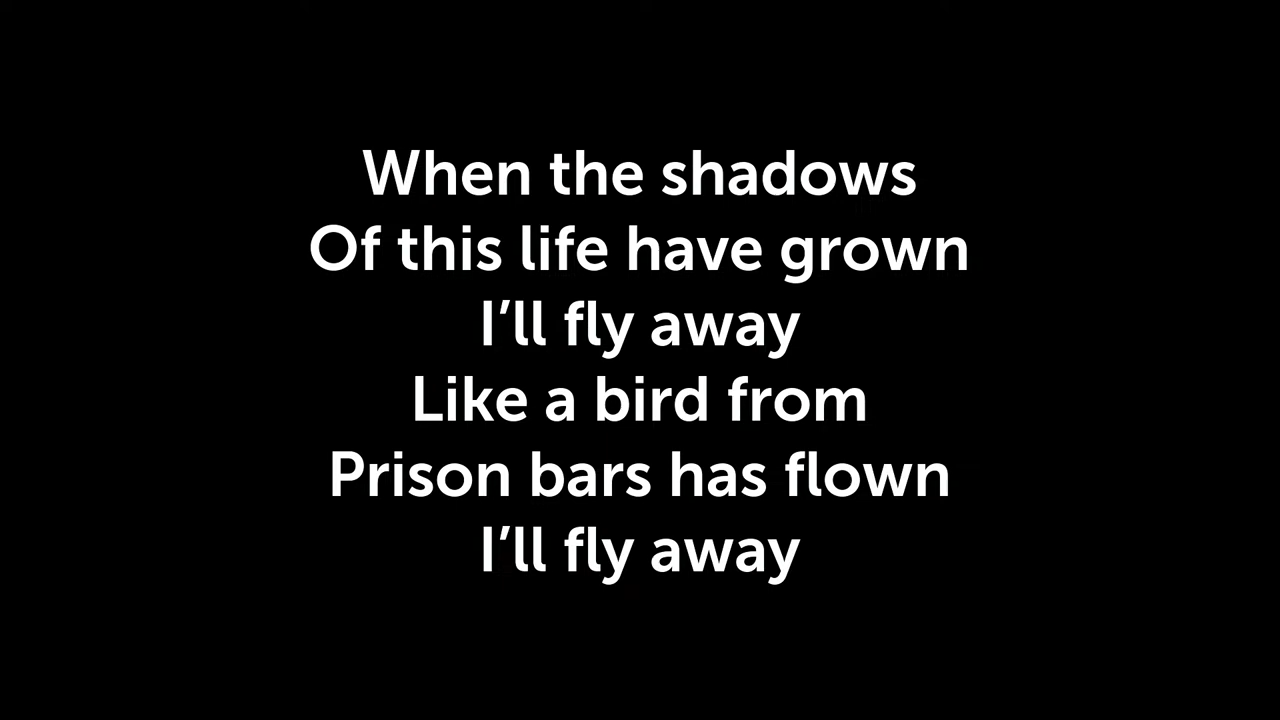 When the shadows
Of this life have grown
I’ll fly away
Like a bird from
Prison bars has flown
I’ll fly away